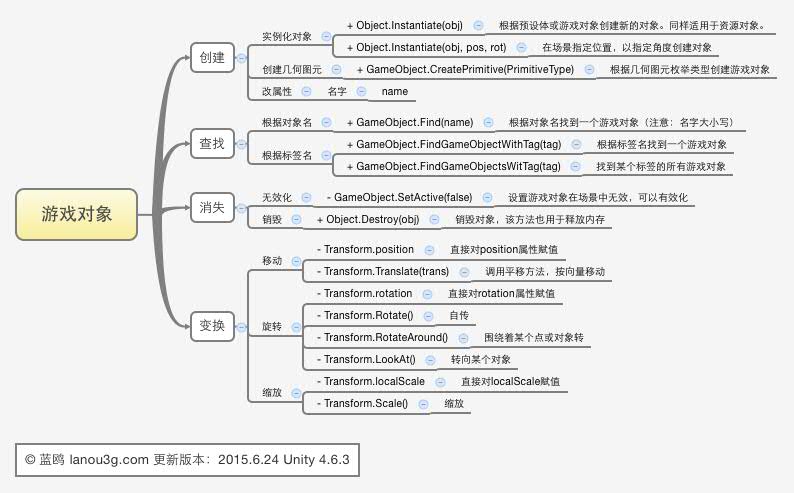 游戏对象
创建
实例化对象
+ Object.Instantiate(obj) 根据预设体或游戏对象创建新的对象。同样适用于资源对象。
+ Object.Instantiate(obj, pos, rot) 在场景指定位置，以指定角度创建对象
创建几何图元 + GameObject.CreatePrimitive(PrimitiveType) 根据几何图元枚举类型创建游戏对象
改属性 名字 name
查找
根据对象名 + GameObject.Find(name) 根据对象名找到一个游戏对象（注意：名字大小写）
根据标签名
+ GameObject.FindGameObjectWithTag(tag) 根据标签名找到一个游戏对象
+ GameObject.FindGameObjectsWitTag(tag) 找到某个标签的所有游戏对象
消失
无效化 - GameObject.SetActive(false) 设置游戏对象在场景中无效，可以有效化
销毁 + Object.Destroy(obj) 销毁对象，该方法也用于释放内存
变换
移动
- Transform.position 直接对position属性赋值
- Transform.Translate(trans) 调用平移方法，按向量移动
旋转
- Transform.rotation 直接对rotation属性赋值
- Transform.Rotate() 自传
- Transform.RotateAround() 围绕着某个点或对象转
- Transform.LookAt() 转向某个对象
缩放
- Transform.localScale 直接对localScale赋值
- Transform.Scale() 缩放
© 蓝鸥 lanou3g.com 更新版本：2015.6.24 Unity 4.6.3